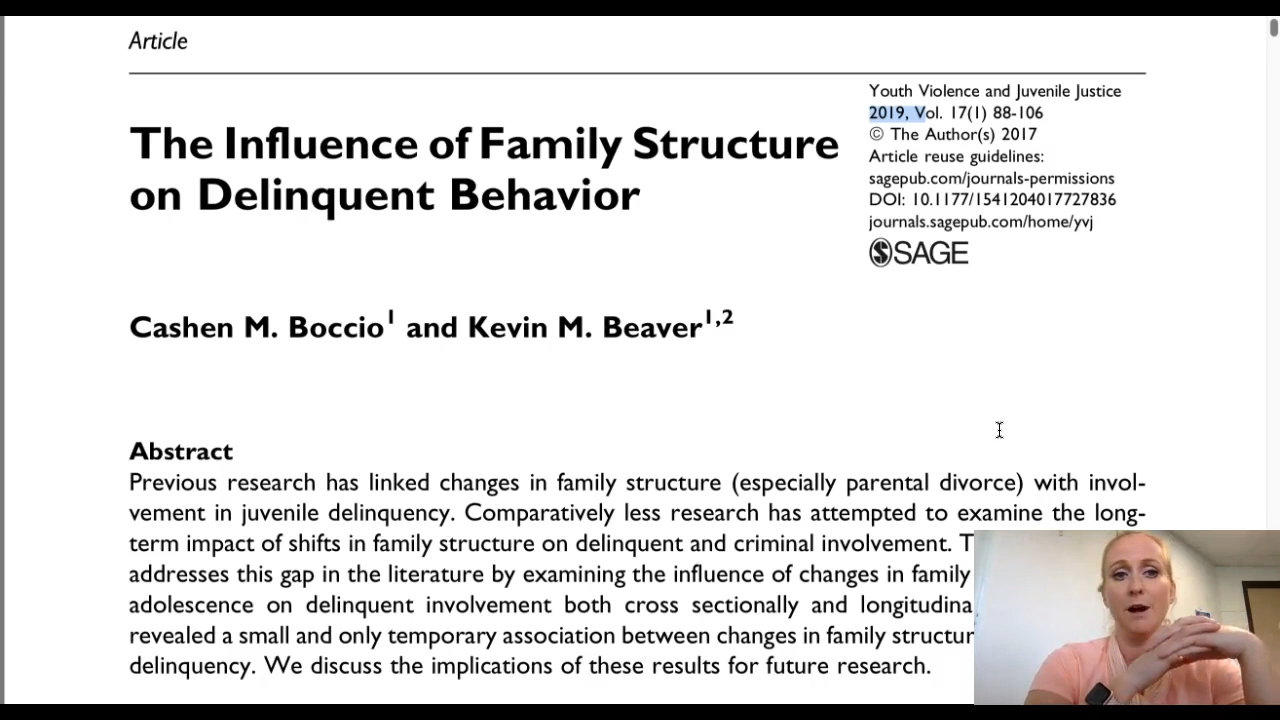 Article
Youth Violence and Juvenile Justice
2019, Vol. 17(1) 88-106
© The Author(s) 2017
Article reuse guidelines:
sagepub.com/journals-permissions
DOI: 10.1177/1541204017727836
journals.sagepub.com/home/yvj
SSAGE
The Influence of Family Structure
on Delinquent Behavior
Cashen M. Boccio1 and Kevin M. Beaver1,2
Abstract
Previous research has linked changes in family structure (especially parental divorce) with invol-
vement in juvenile delinquency. Comparatively less research has attempted to examine the long-
term impact of shifts in family structure on delinquent and criminal involvement.
addresses this gap in the literature by examining the influence of changes in family
adolescence on delinquent involvement both cross sectionally and
revealed a small and only temporary association between changes in family
delinquency. We discuss the implications of these results for future research.